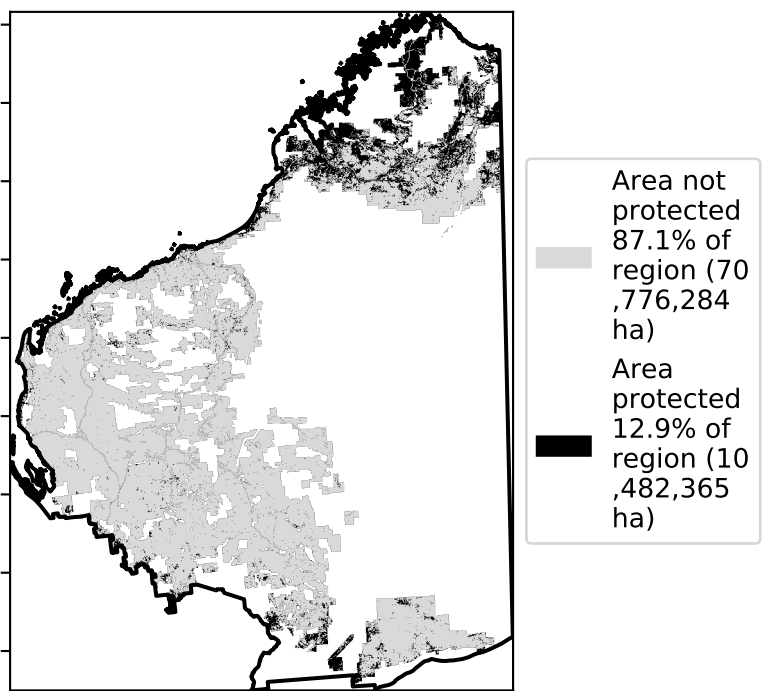 Area not
protected
87.1% of
region (70
,776,284
ha)
Area
protected
12.9% of
region (10
,482,365
ha)